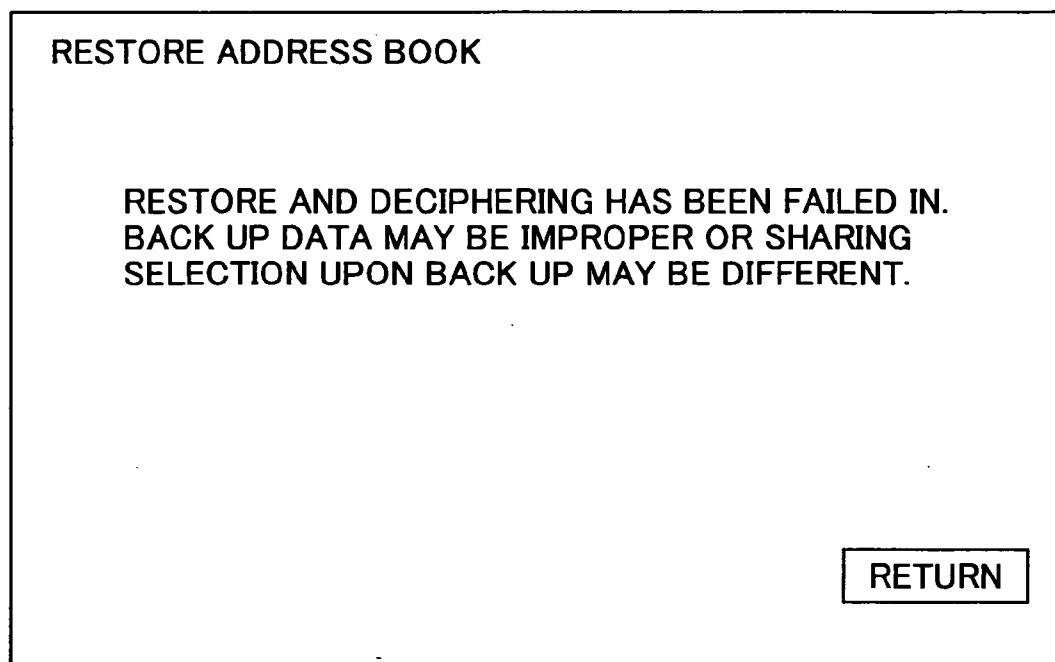 RESTORE ADDRESS BOOK
RESTORE AND DECIPHERING HAS BEEN FAILED IN.
BACK UP DATA MAY BE IMPROPER OR SHARING
SELECTION UPON BACK UP MAY BE DIFFERENT.
RETURN